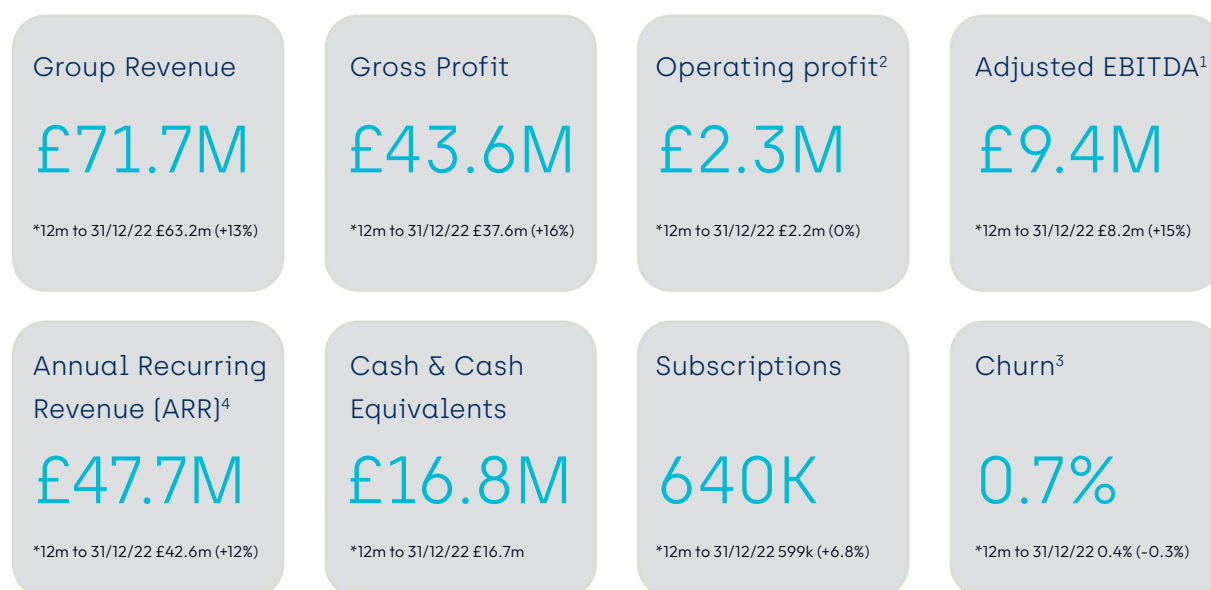 Group Revenue
£71.7M
*12m to 31/12/22 £63.2m (+13%)
Gross Profit
£43.6M
*12m to 31/12/22 £37.6m (+16%)
Operating profit²
£2.3M
*12m to 31/12/22 £2.2m (0%)
Adjusted EBITDA¹
£9.4M
*12m to 31/12/22 £8.2m (+15%)
Annual Recurring
Revenue (ARR)⁴
£47.7M
*12m to 31/12/22 £42.6m (+12%)
Cash & Cash
Equivalents
£16.8M
*12m to 31/12/22 £16.7m
Subscriptions
640K
*12m to 31/12/22 599k (+6.8%)
Churn³
0.7%
*12m to 31/12/22 0.4% (-0.3%)